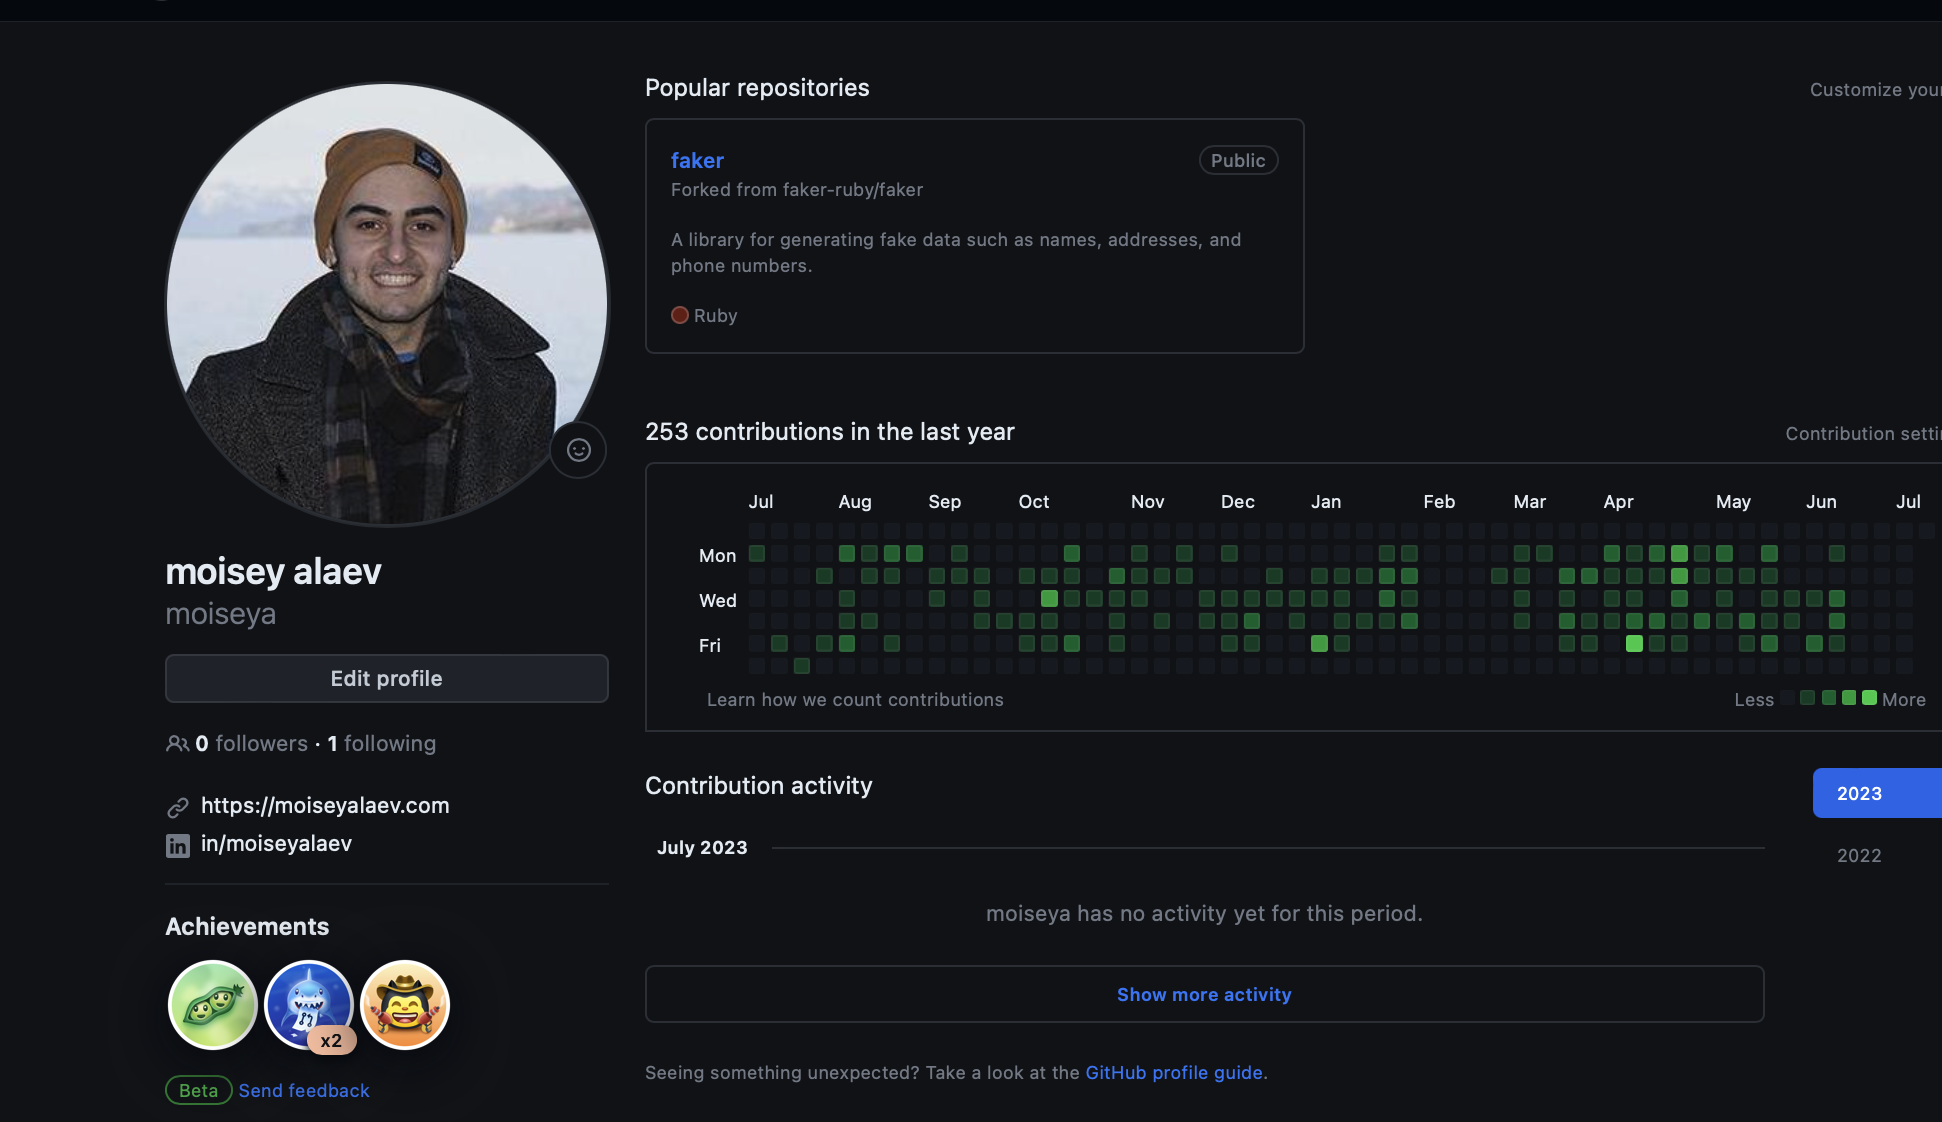 moisey alaev
moiseya
Edit profile
0 followers · 1 following
https://moiseyalaev.com
in/moiseyalaev
Achievements
x2
Beta Send feedback
Popular repositories
Customize your
faker
Public
Forked from faker-ruby/faker
A library for generating fake data such as names, addresses, and
phone numbers.
Ruby
253 contributions in the last year
Contribution
Jul Aug Sep Oct Nov Dec Jan Feb Mar Apr May Jun Jul
Mon
Wed
Fri
Learn how we count contributions
Less More
Contribution activity
2023
July 2023
2022
moiseya has no activity yet for this period.
Show more activity
Seeing something unexpected? Take a look at the GitHub profile guide.